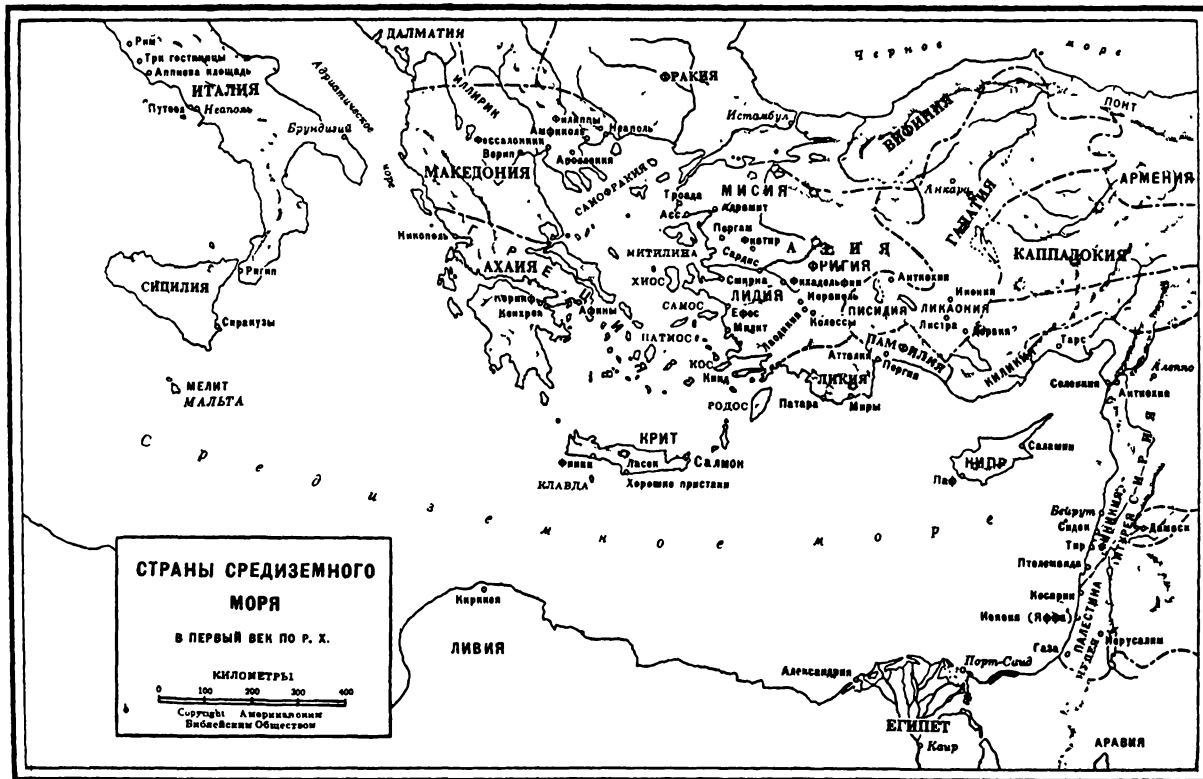 ДАЛМАТИЯ
Черное море
Рим
Три гостиницы
Аппиева площадь
ИТАЛИЯ
Неаполь
Адриатическое
море
ИЛЛИРИК
ФРАКИЯ
Истамбул
ВИФИНИЯ
ПОНТ
Брундизий
Филиппы
Амфиполь
Неаполь
Фессалоники
МАКЕДОНИЯ
САМОФРАКИЯ
МИСИЯ
Анкара
ГАЛАТИЯ
АРМЕНИЯ
Троада
Асс
Адрамит
Пергам
Никополь
ГРЕЦИЯ
АХАИЯ
МИТИЛИНА
Сардис
АЗИЯ
ФРИГИЯ
КАППАДОКИЯ
СИЦИЛИЯ
Ригии
Сиракузы
ХИОС
Смирна
Филадельфия
Антиохия
Икония
ЛИДИЯ
Иераполь
САМОС
Ефес
ПИСИДИЯ
ЛИКАОНИЯ
Коринф
Кенхреи
Афины
Милит
Лаодикия
Колоссы
Листра
Дервия?
ПАТМОС
ПАМФИЛИЯ
Тарс
КОС
Книд
Атталия
Пергия
КИЛИКИЯ
Алеппо
ЛИКИЯ
Селевкия
Антиохия
МЕЛИТ
МАЛЬТА
РОДОС
Патара
Миры
КРИТ
САЛМОН
Саламин
КИПР
Паф
СИРИЯ
Финик
Ласея
Хорошие пристани
КЛАВДА
Средиземное море
Бейрут
Сидон
Тир
ФИНИКИЯ
ИТУРЕЯ
Дамаск
Птолемаида
Кесария
Иоппия (Яффа)
ПАЛЕСТИНА
ИУДЕЯ
Иерусалим
Газа
СТРАНЫ СРЕДИЗЕМНОГО
МОРЯ
В ПЕРВЫЙ ВЕК ПО Р. Х.
КИЛОМЕТРЫ
0 100 200 300 400
Copyright Американским
Библейским Обществом
Киринея
ЛИВИЯ
Александрия
Порт-Саид
ЕГИПЕТ
Каир
АРАВИЯ